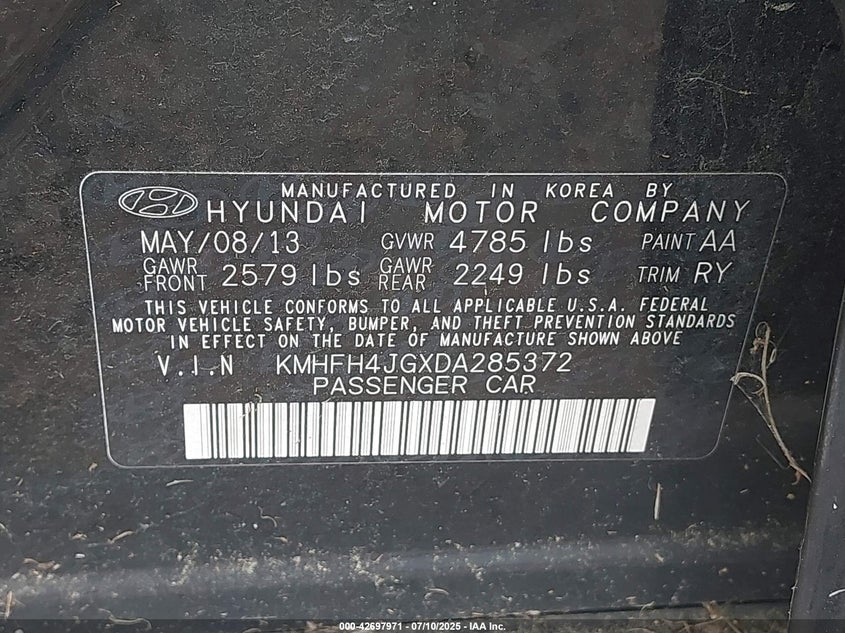 MANUFACTURED IN KOREA BY
HYUNDAI MOTOR COMPANY
MAY/08/13 GVWR 4785 lbs PAINT AA
GAWR FRONT 2579 lbs GAWR REAR 2249 lbs TRIM RY
THIS VEHICLE CONFORMS TO ALL APPLICABLE U.S.A. FEDERAL
MOTOR VEHICLE SAFETY, BUMPER, AND THEFT PREVENTION STANDARDS
IN EFFECT ON THE DATE OF MANUFACTURE SHOWN ABOVE
V.I.N KMHFH4JGXDA285372
PASSENGER CAR
000-42697971 - 07/10/2025 - IAA Inc.